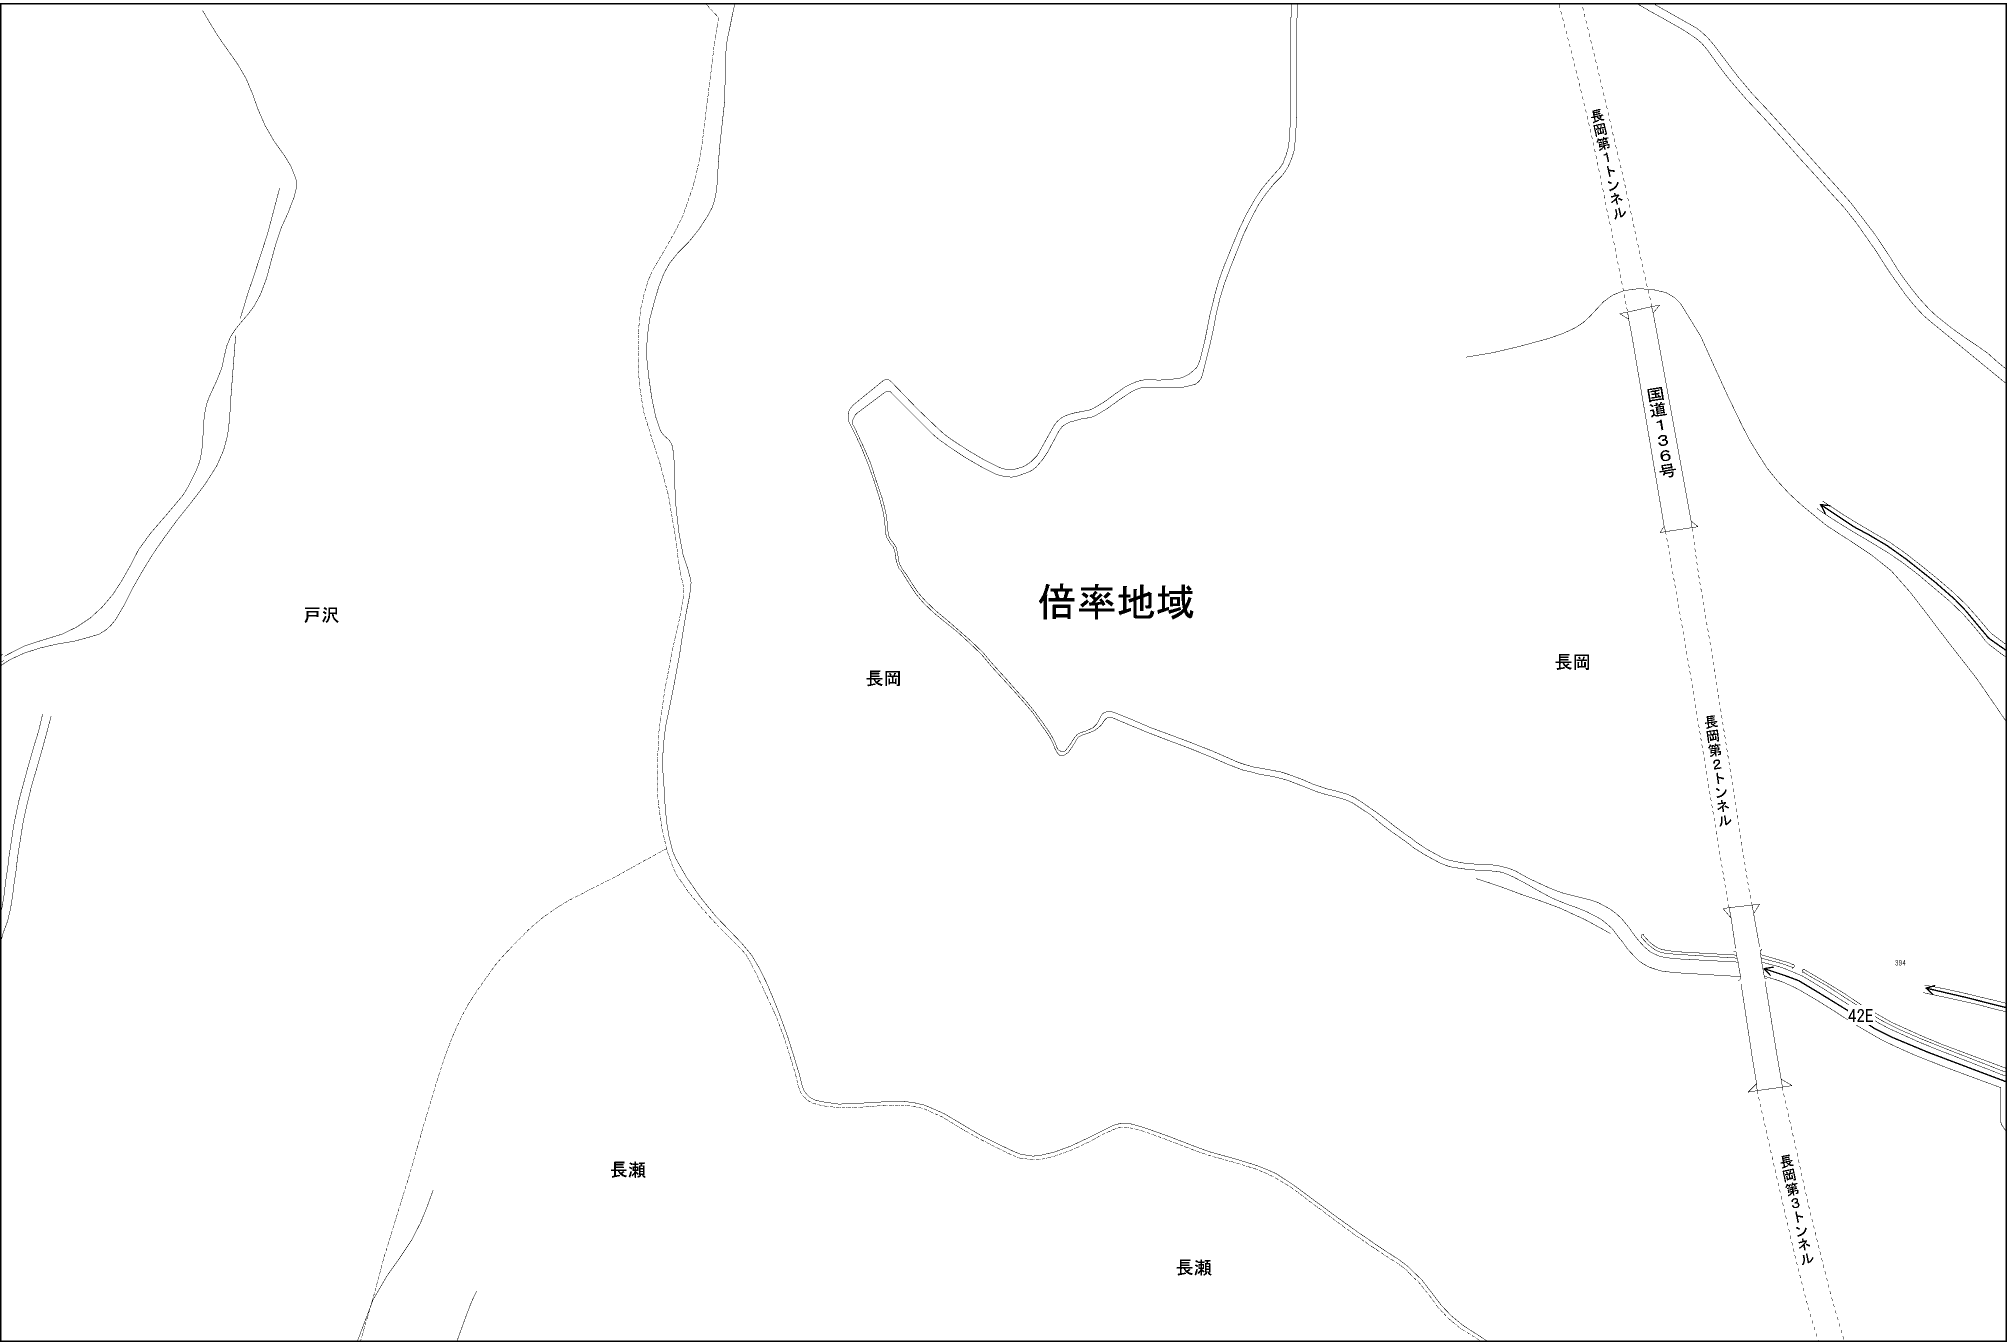 長岡第1トンネル
国道136号
倍率地域
戸沢
長岡
長岡
長岡第2トンネル
394
42E
長瀬
長岡第3トンネル
長瀬